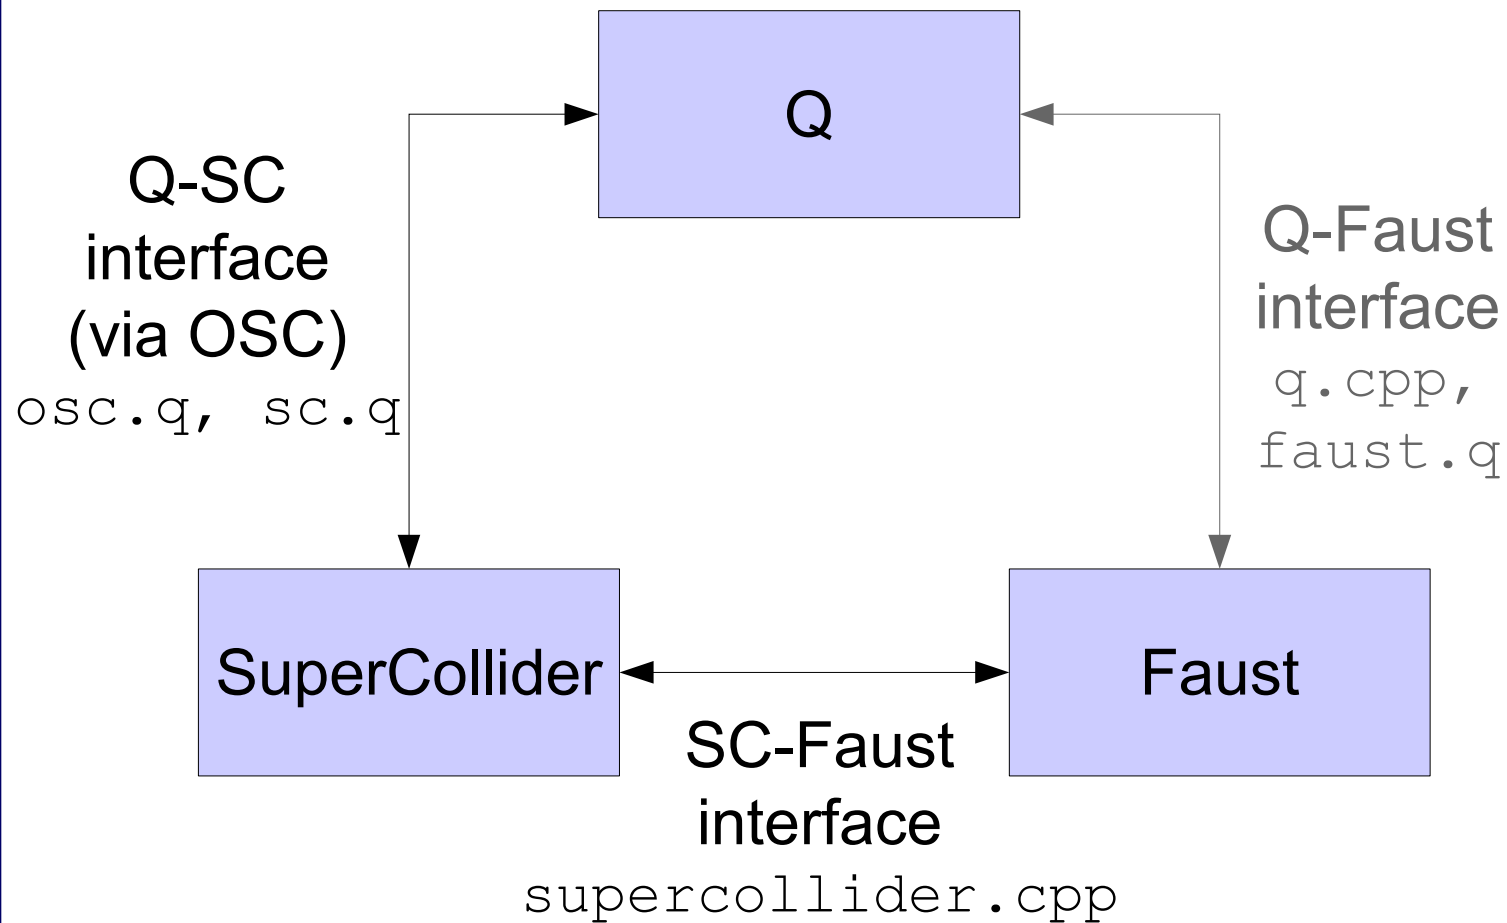 Q
Q-SC
interface
(via OSC)
osc.q, sc.q
Q-Faust
interface
q.cpp,
faust.q
SuperCollider
Faust
SC-Faust
interface
supercollider.cpp